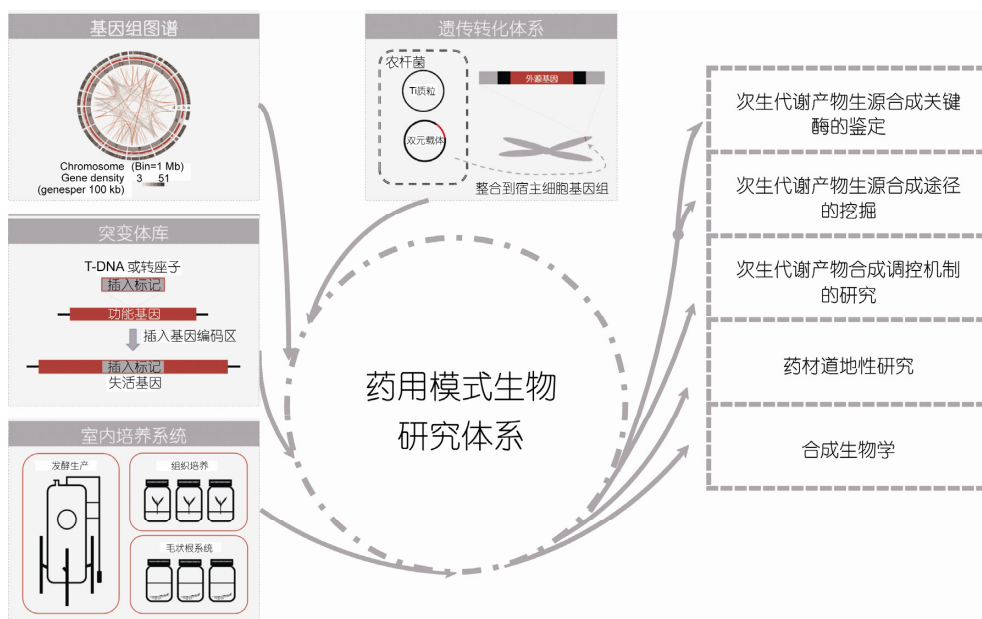 基因组图谱
Chromosome (Bin=1 Mb)
Gene density 3 51
(genesper 100 kb)
遗传转化体系
农杆菌
Ti质粒
双元载体
外源基因
整合到宿主细胞基因组
突变体库
T-DNA 或转座子
插入标记
功能基因
插入基因编码区
插入标记
失活基因
室内培养系统
发酵生产
组织培养
毛状根系统
药用模式生物
研究体系
次生代谢产物生源合成关键
酶的鉴定
次生代谢产物生源合成途径
的挖掘
次生代谢产物合成调控机制
的研究
药材道地性研究
合成生物学